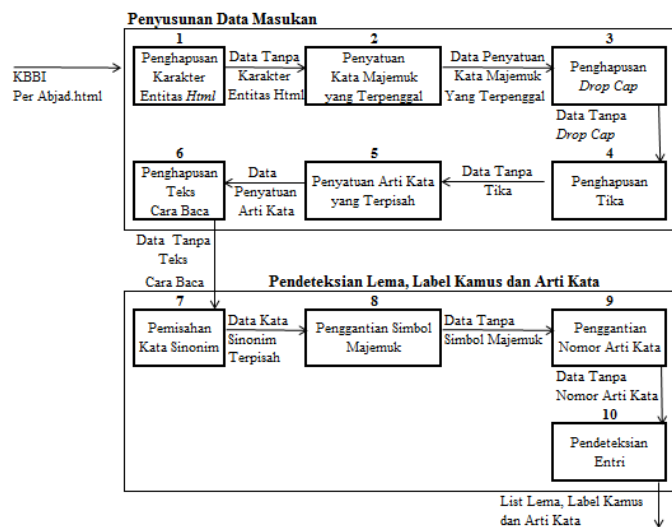 Penyusunan Data Masukan
KBBI
Per Abjad.html
1
Penghapusan
Karakter
Entitas Html
Data Tanpa
Karakter
Entitas Html
2
Penyatuan
Kata Majemuk
yang Terpenggal
Data Penyatuan
Kata Majemuk
Yang Terpenggal
3
Penghapusan
Drop Cap
Data Tanpa
Drop Cap
4
Penghapusan
Tika
Data Tanpa
Tika
5
Penyatuan Arti Kata
yang Terpisah
Data
Penyatuan
Arti Kata
6
Penghapusan
Teks
Cara Baca
Data Tanpa
Teks
Cara Baca
Pendeteksian Lema, Label Kamus dan Arti Kata
7
Pemisahan
Kata Sinonim
Data Kata
Sinonim
Terpisah
8
Penggantian Simbol
Majemuk
Data Tanpa
Simbol Majemuk
9
Penggantian
Nomor Arti Kata
Data Tanpa
Nomor Arti Kata
10
Pendeteksian
Entri
List Lema, Label Kamus
dan Arti Kata